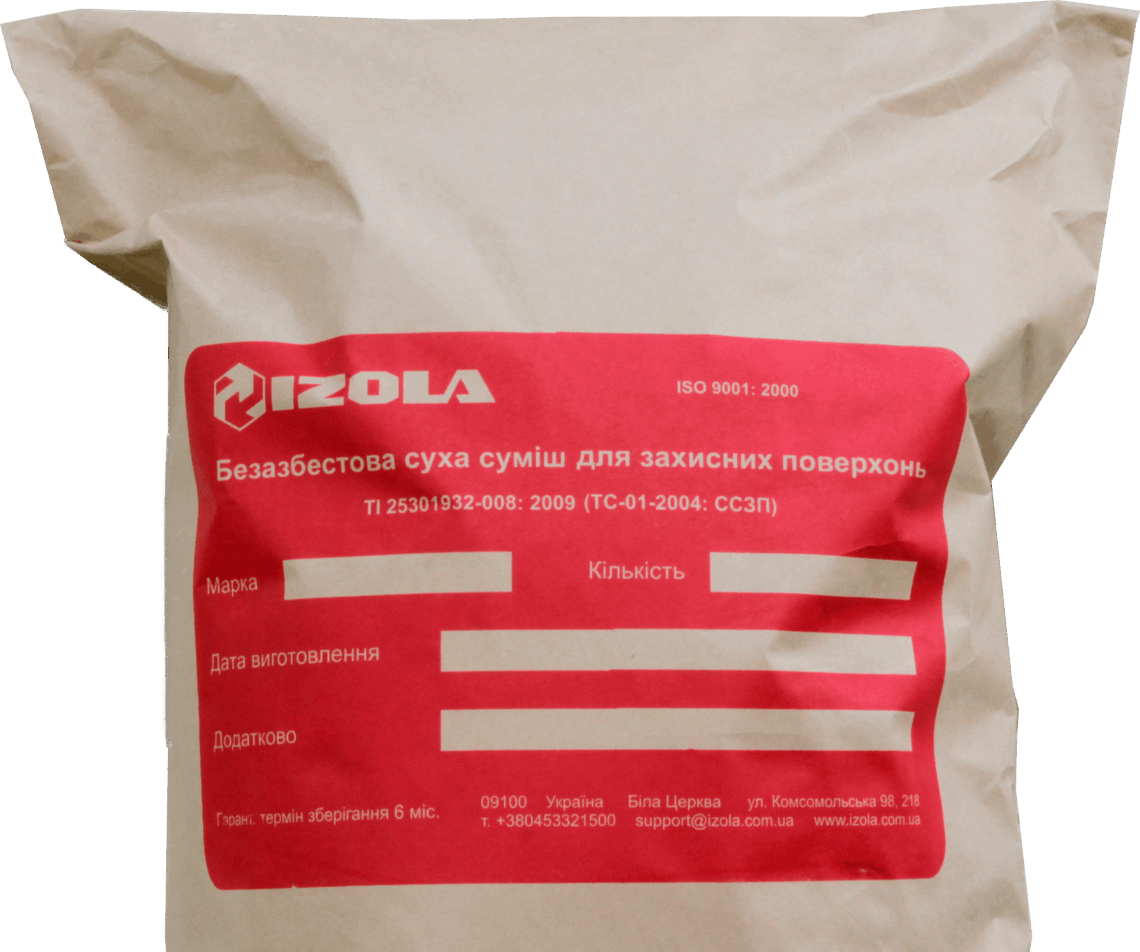 IZOLA
ISO 9001: 2000
Безазбестова суха суміш для захисних поверхонь
ТІ 25301932-008: 2009 (ТС-01-2004: ССЗП)
Марка Кількість
Дата виготовлення
Додатково
Гарант. термін зберігання 6 міс.
09100 Україна Біла Церква ул. Комсомольська 98, 218
т. +380453321500 support@izola.com.ua www.izola.com.ua